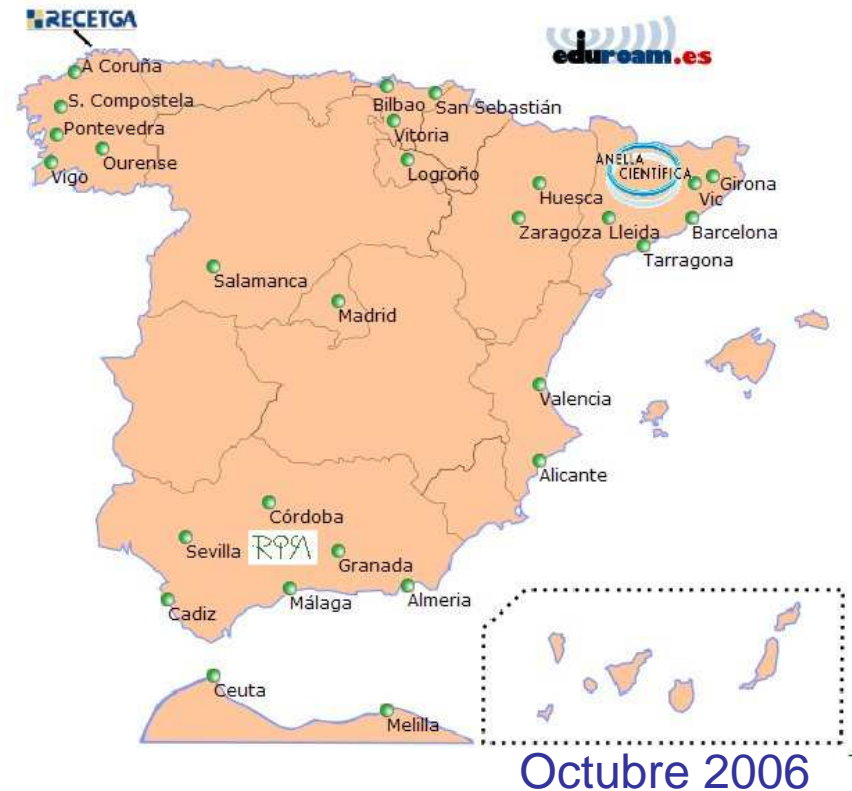 RECETGA
eduroam.es
A Coruña
S. Compostela
Pontevedra
Ourense
Vigo
Bilbao
San Sebastián
Vitoria
Logroño
ANELLA
CIENTÍFICA
Girona
Vic
Huesca
Zaragoza
Lleida
Barcelona
Tarragona
Salamanca
Madrid
Valencia
Alicante
Córdoba
Sevilla
RICA
Granada
Cadiz
Málaga
Almeria
Ceuta
Melilla
Octubre 2006